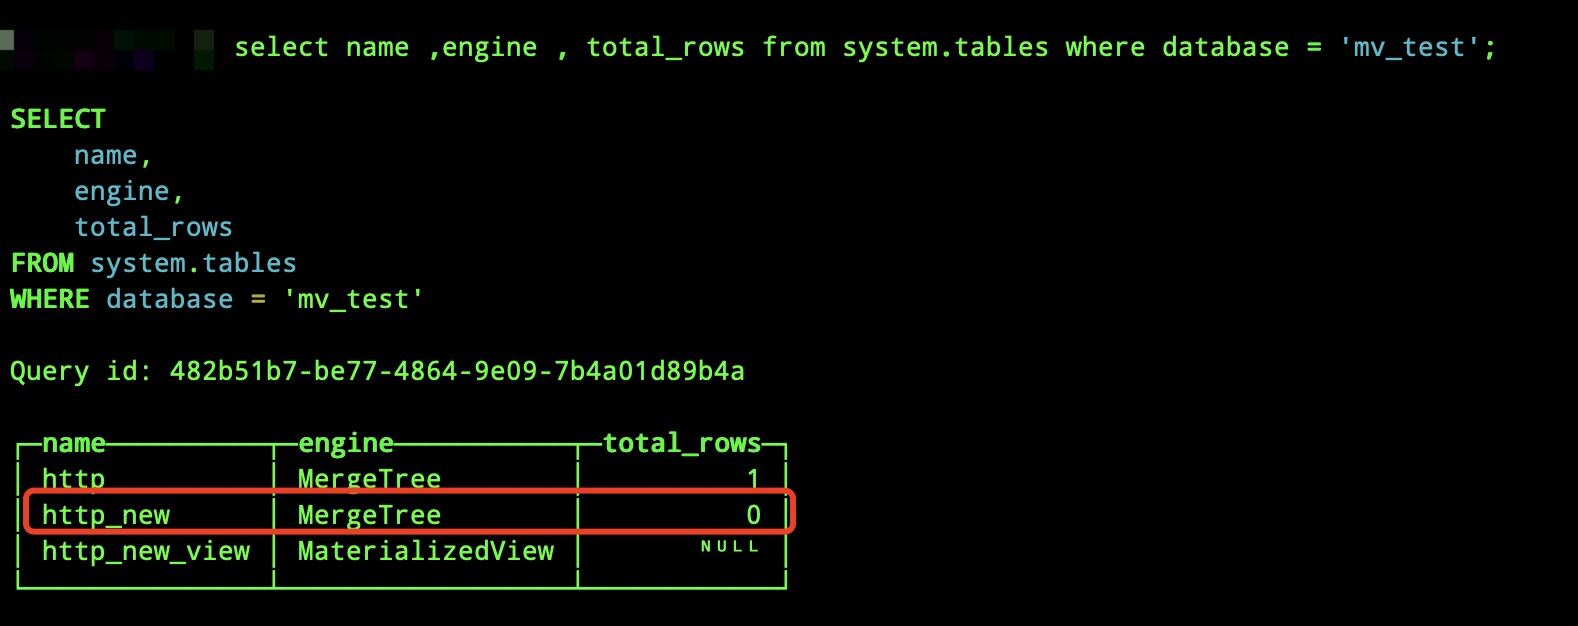 select name ,engine , total_rows from system.tables where database = 'mv_test';
SELECT
name,
engine,
total_rows
FROM system.tables
WHERE database = 'mv_test'
Query id: 482b51b7-be77-4864-9e09-7b4a01d89b4a
name engine total_rows
http MergeTree 1
http_new MergeTree 0
http_new_view MaterializedView NULL